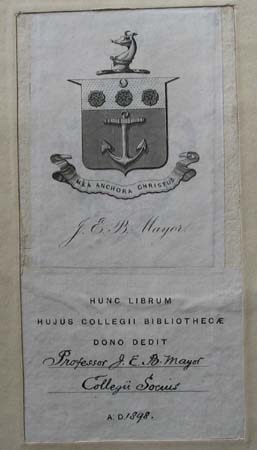 MEA ANCHORA CHRISTUS
J. E. B. Mayor.
HUNC LIBRUM
HUJUS COLLEGII BIBLIOTHECÆ
DONO DEDIT
Professor J. E. B. Mayor
Collegii Socius
A.D. 1898.